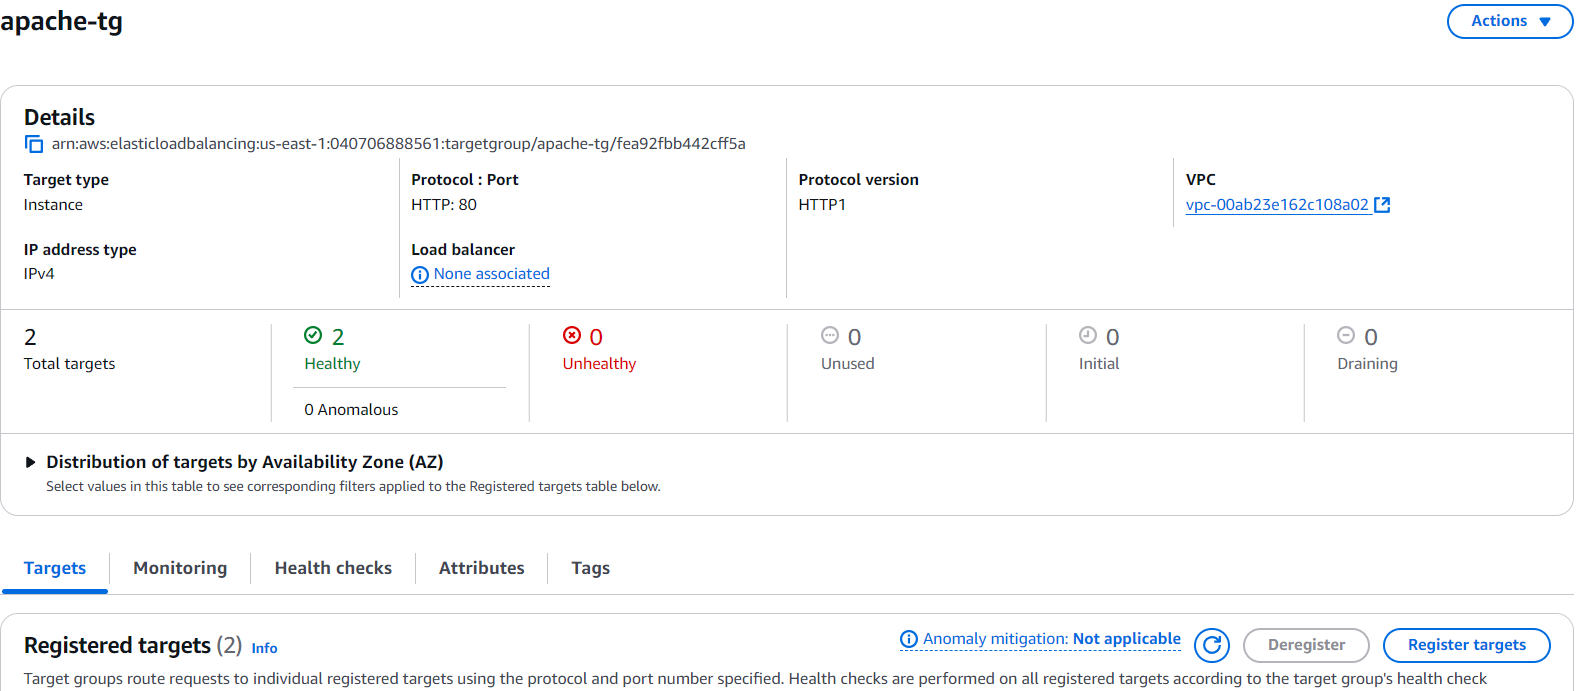 apache-tg
Actions
Details
arn:aws:elasticloadbalancing:us-east-1:040706888561:targetgroup/apache-tg/fea92fbb442cff5a
Target type
Instance
Protocol : Port
HTTP: 80
Protocol version
HTTP1
VPC
vpc-00ab23e162c108a02
IP address type
IPv4
Load balancer
None associated
2
Total targets
2
Healthy
0 Anomalous
0
Unhealthy
0
Unused
0
Initial
0
Draining
Distribution of targets by Availability Zone (AZ)
Select values in this table to see corresponding filters applied to the Registered targets table below.
Targets
Monitoring
Health checks
Attributes
Tags
Registered targets (2) Info
Anomaly mitigation: Not applicable
Deregister
Register targets
Target groups route requests to individual registered targets using the protocol and port number specified. Health checks are performed on all registered targets according to the target group's health check